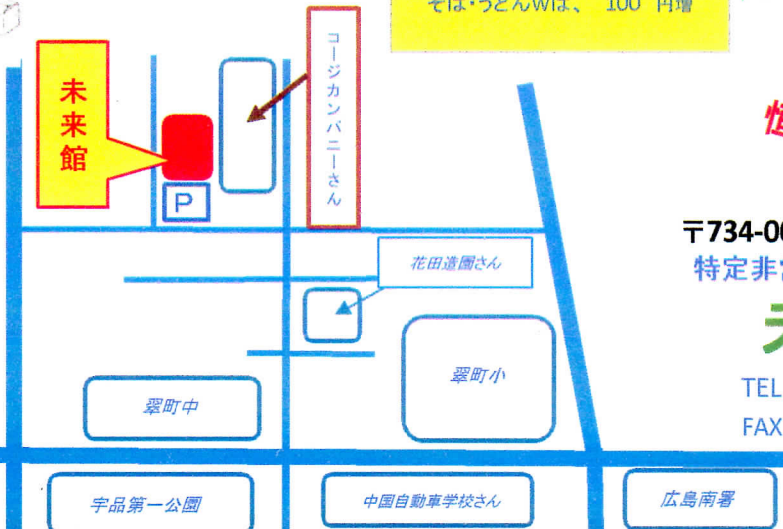 そば・うどんWは、 100 円増
未来館
コージカンパニーさん
P
〒734-00
特定非
花田造園さん
翠町小
TEL
FAX
翠町中
宇品第一公園
中国自動車学校さん
広島南署